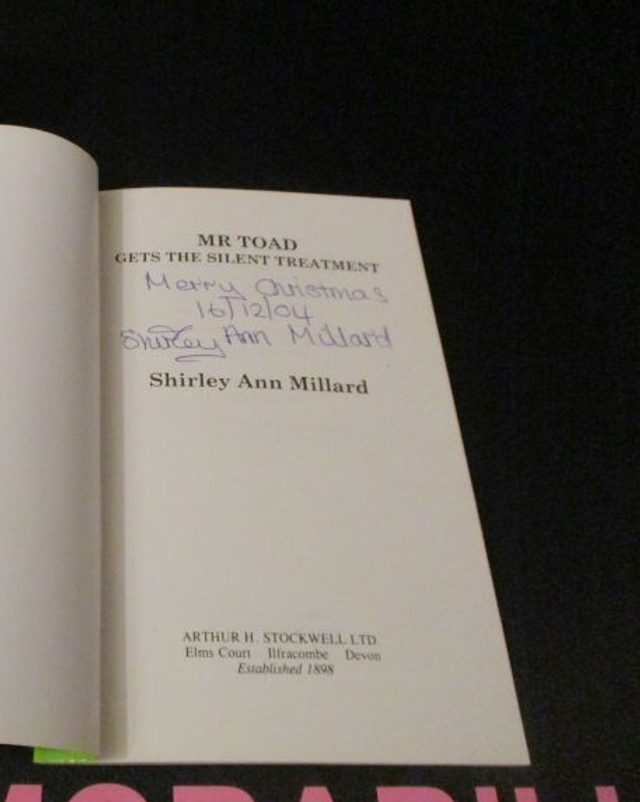 MR TOAD
GETS THE SILENT TREATMENT
Merry Christmas
16/12/04
Shirley Ann Millard
Shirley Ann Millard
ARTHUR H. STOCKWELL LTD.
Elms Court Ilfracombe Devon
Established 1898